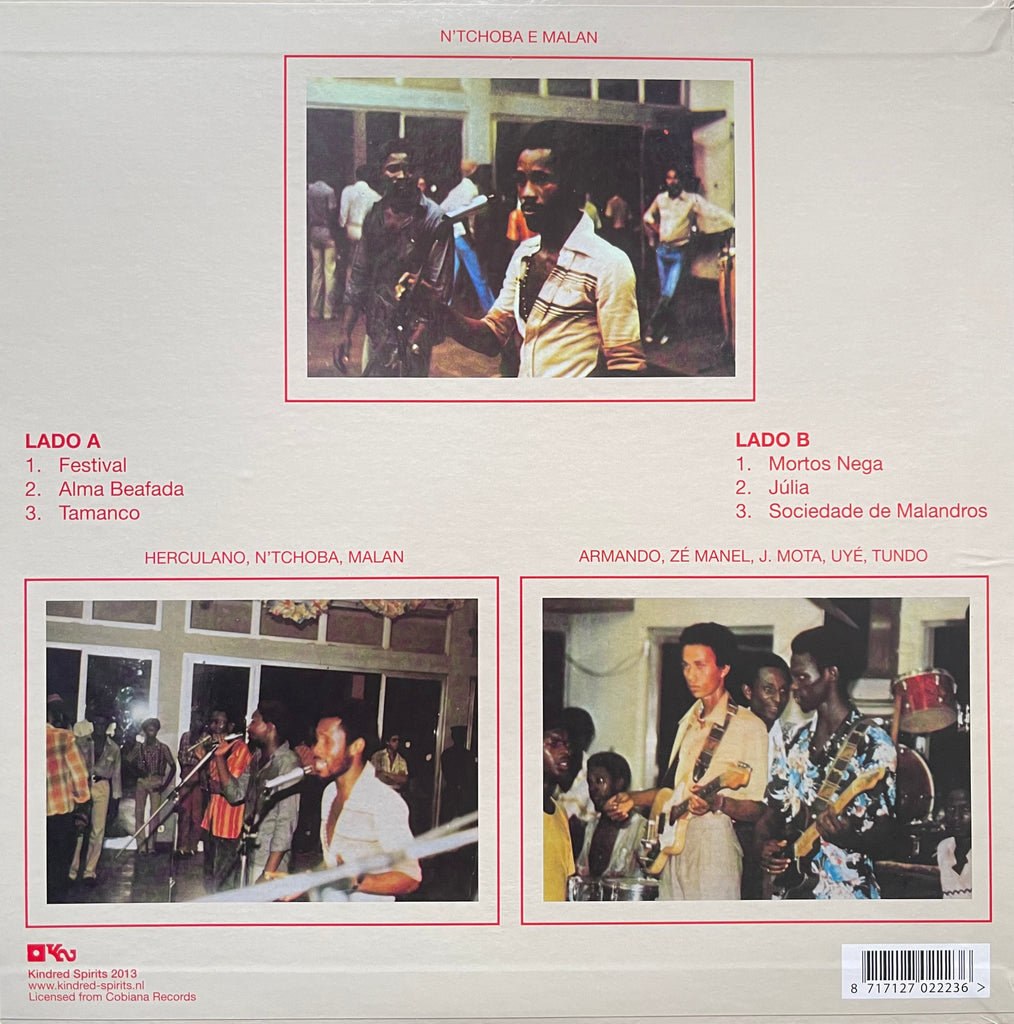 N'TCHOBA E MALAN
LADO A
1. Festival
2. Alma Beafada
3. Tamanco
LADO B
1. Mortos Nega
2. Júlia
3. Sociedade de Malandros
HERCULANO, N'TCHOBA, MALAN
ARMANDO, ZÉ MANEL, J. MOTA, UYÉ, TUNDO
Kindred Spirits 2013
www.kindred-spirits.nl
Licensed from Cobiana Records
8 717127 022236 >